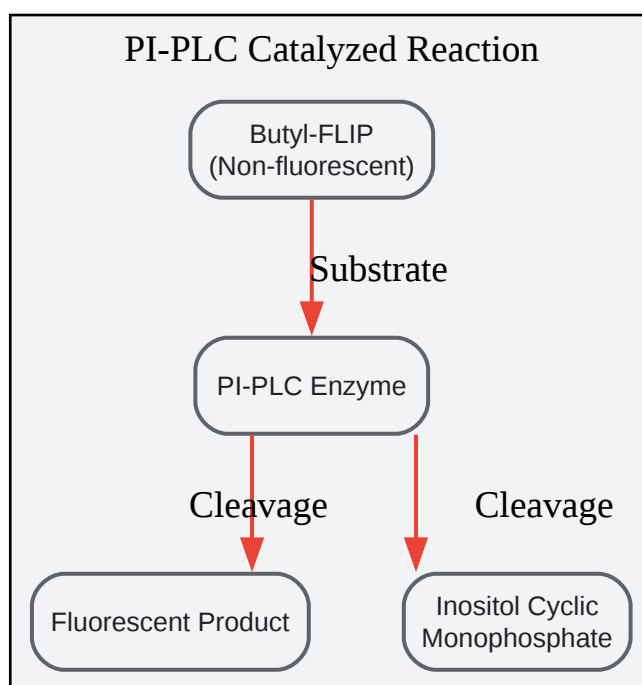 PI-PLC Catalyzed Reaction
Butyl-FLIP
(Non-fluorescent)
Substrate
PI-PLC Enzyme
Cleavage
Cleavage
Fluorescent Product
Inositol Cyclic
Monophosphate